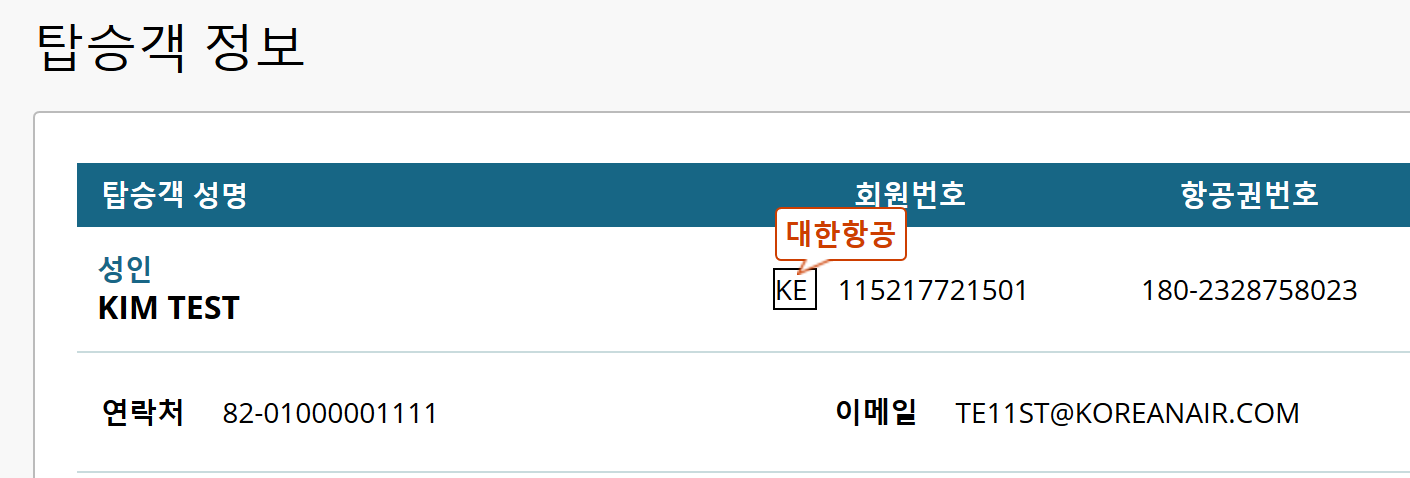 탑승객 정보
탑승객 성명 회원번호 항공권번호
대한항공
성인
KIM TEST
KE 115217721501 180-2328758023
연락처 82-01000001111 이메일 TE11ST@KOREANAIR.COM